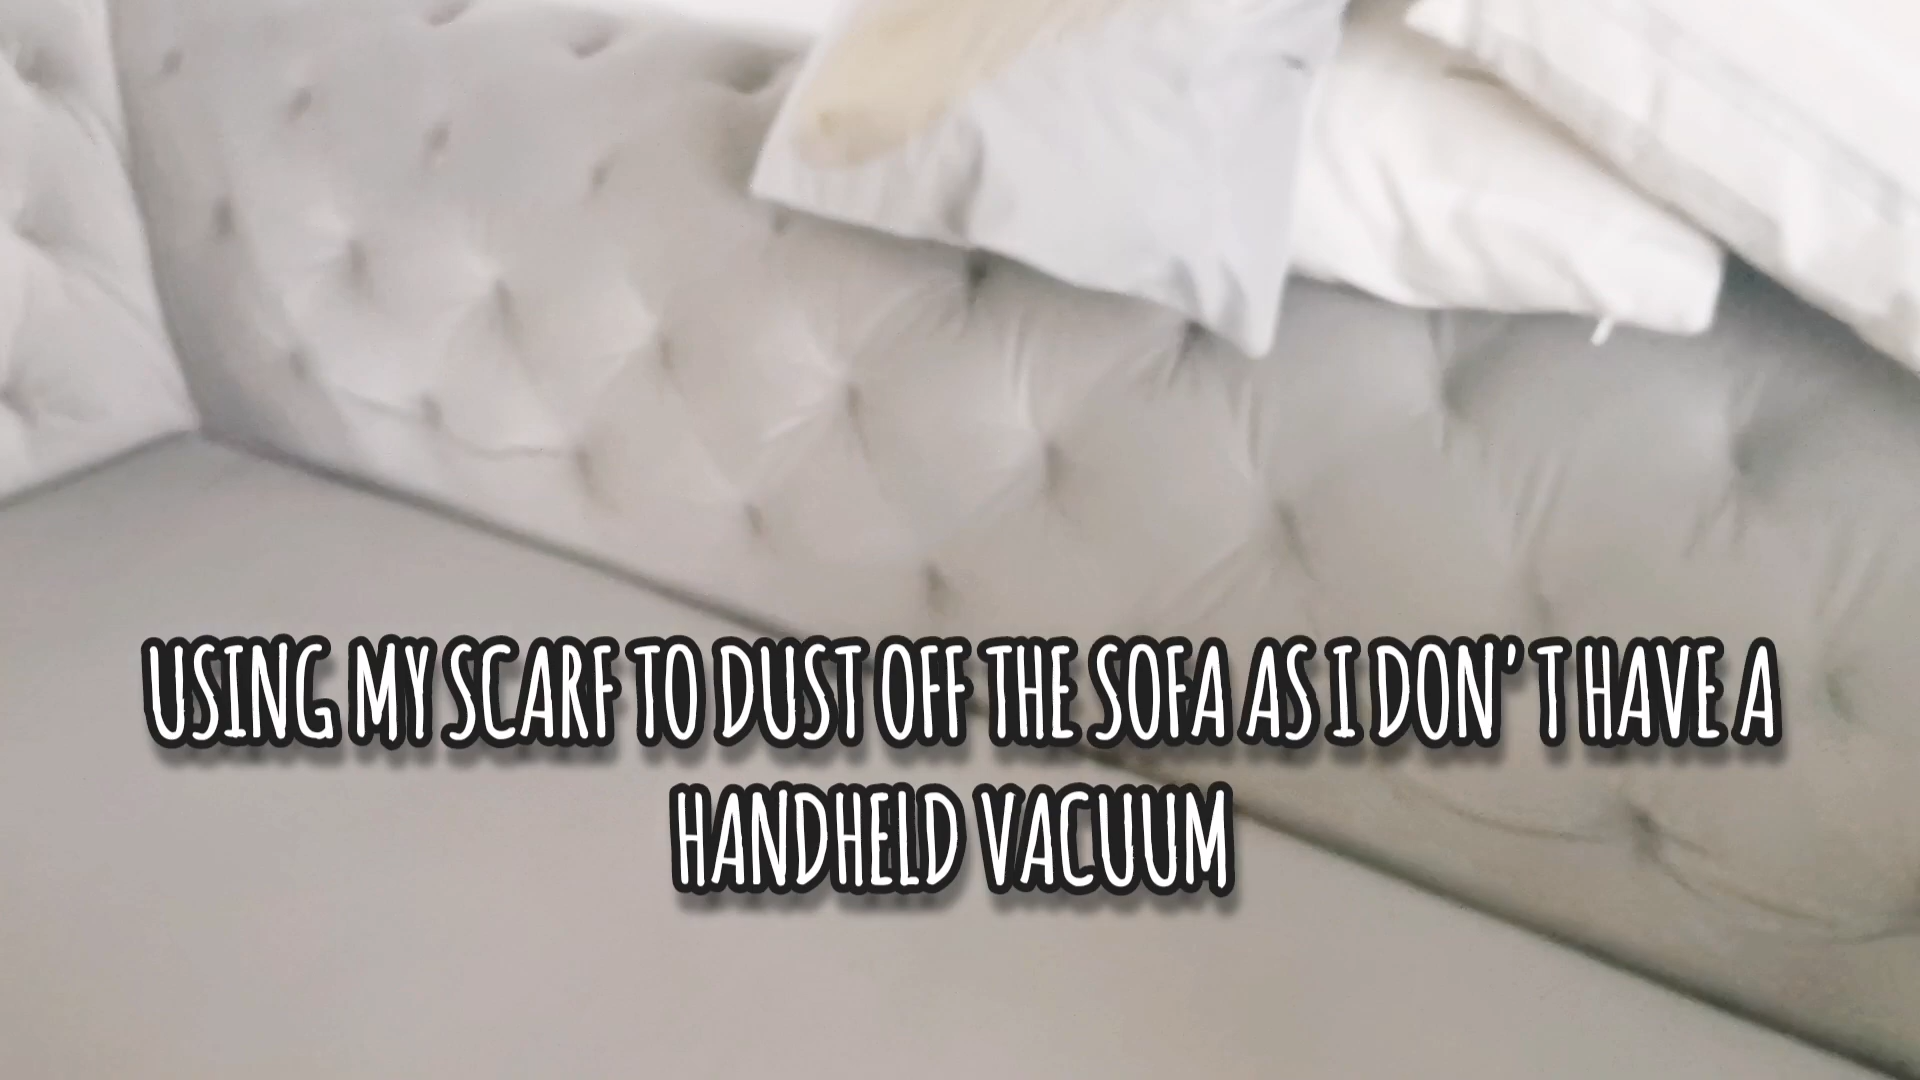 USING MY SCARF TO DUST OFF THE SOFA AS I DON'T HAVE A
HANDHELD VACUUM